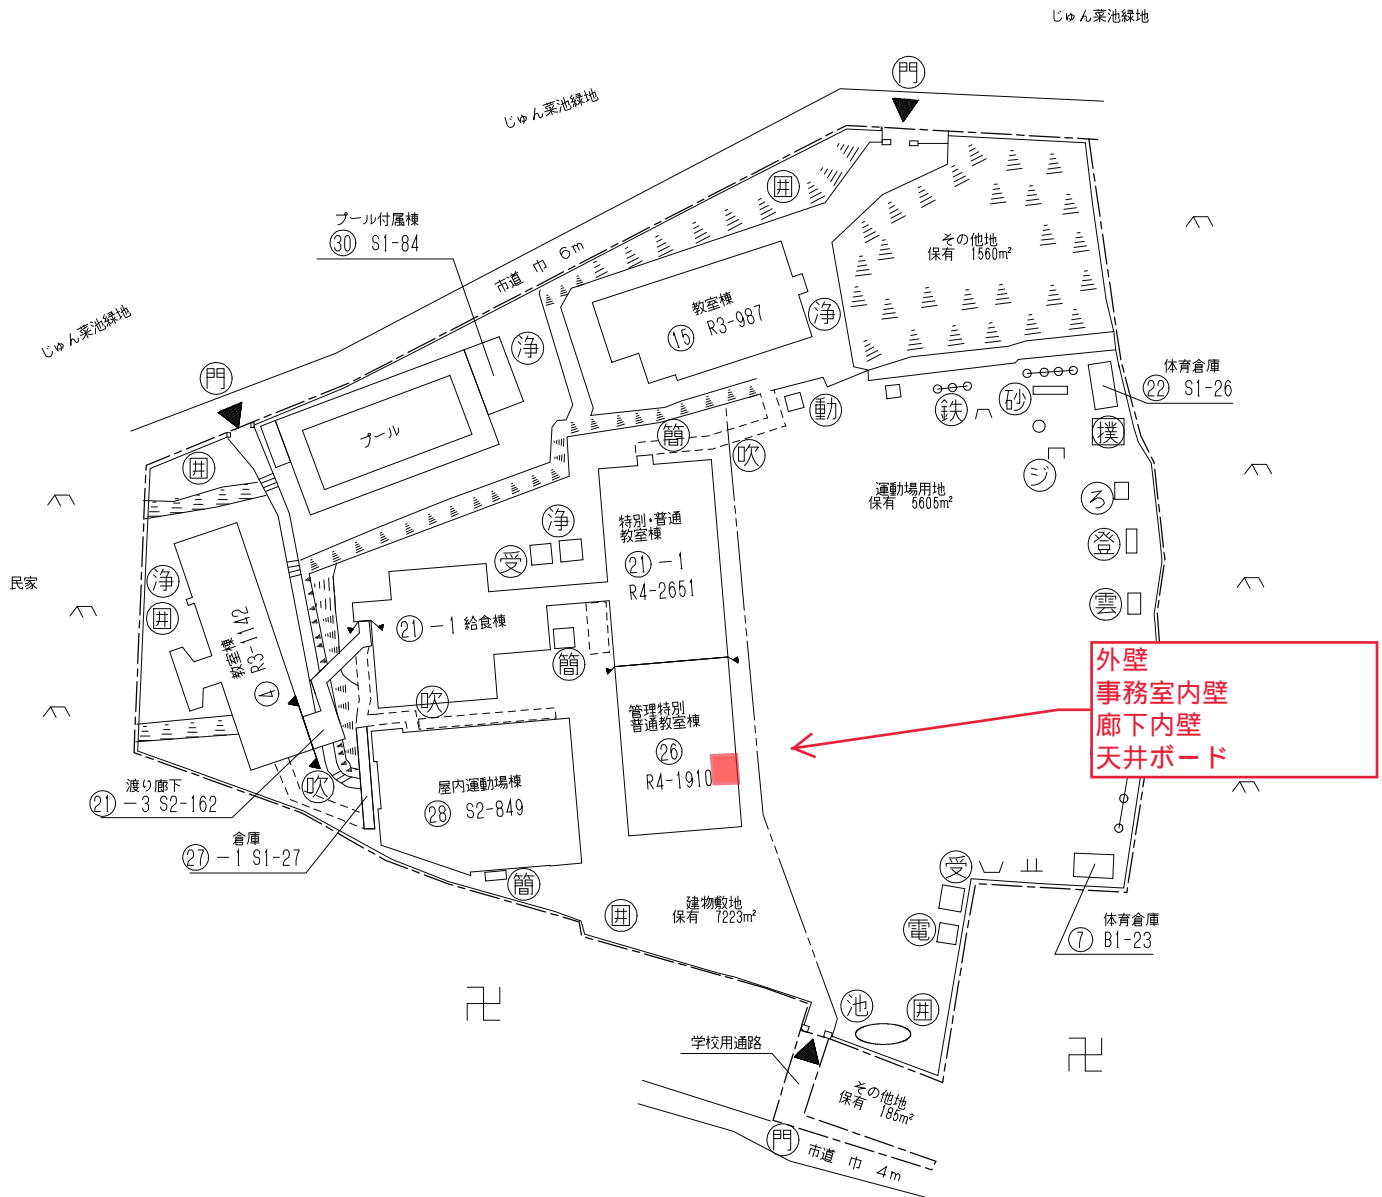 じゅん菜池緑地
門
じゅん菜池緑地
囲
プール付属棟
30 S1-84
市道 巾 6m
その他地
保有 1560m²
教室棟
15 R3-987
浄
じゅん菜池緑地
浄
門
体育倉庫
22 S1-26
砂
鉄
動
撲
プール
簡
吹
囲
ジ
ろ
運動場用地
保有 5605m²
浄
特別・普通
教室棟
21-1
R4-2651
受
登
民家
浄
囲
雲
21-1 給食棟
教室棟
4 R3-1142
簡
外壁
事務室内壁
廊下内壁
天井ボード
吹
管理特別
普通教室棟
26
R4-1910
屋内運動場棟
28 S2-849
吹
渡り廊下
21-3 S2-162
倉庫
27-1 S1-27
簡
受
建物敷地
保有 7223m²
囲
電
体育倉庫
7 B1-23
卍
池
囲
学校用通路
卍
その他地
保有 185m²
門
市道 巾 4m